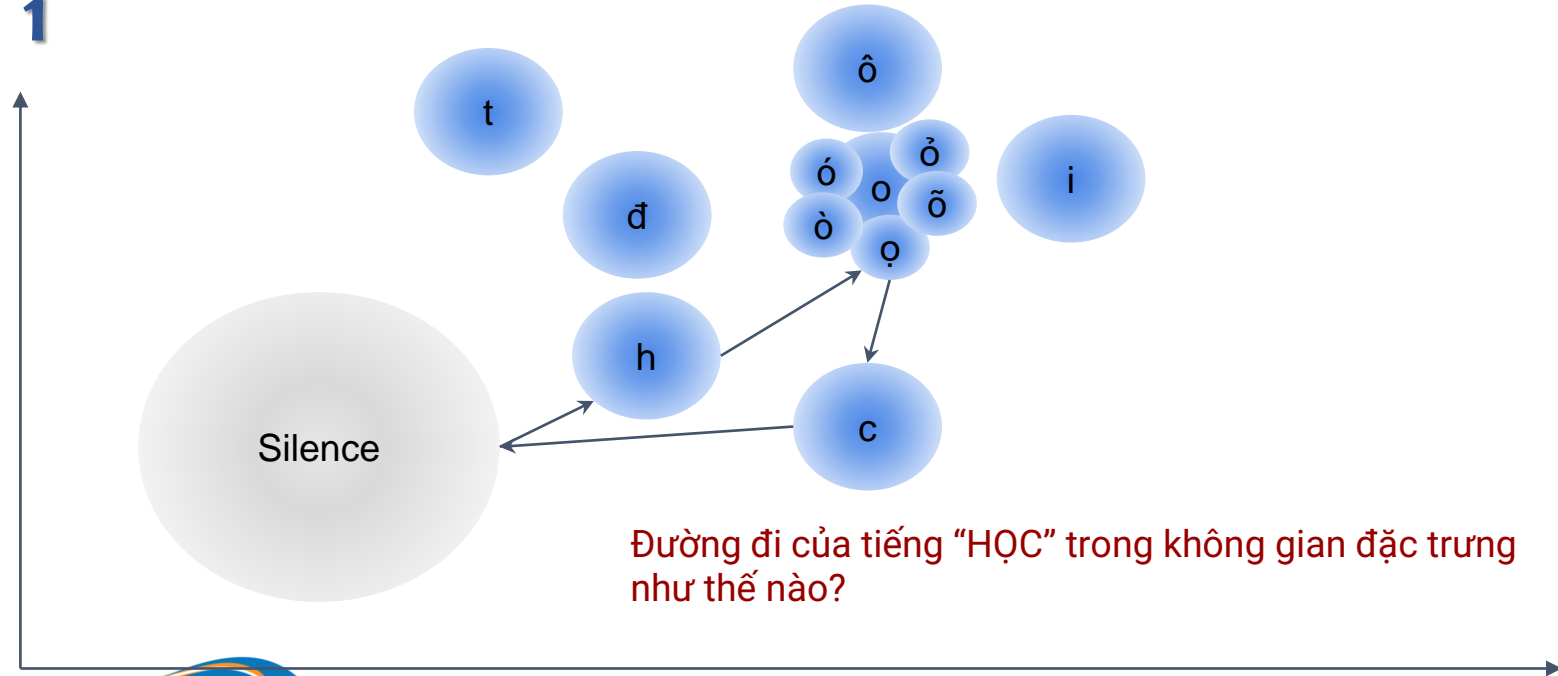 1
ô
t
ó
ỏ
o
i
õ
đ
ò
ọ
h
c
Silence
Đường đi của tiếng “HỌC” trong không gian đặc trưng
như thế nào?